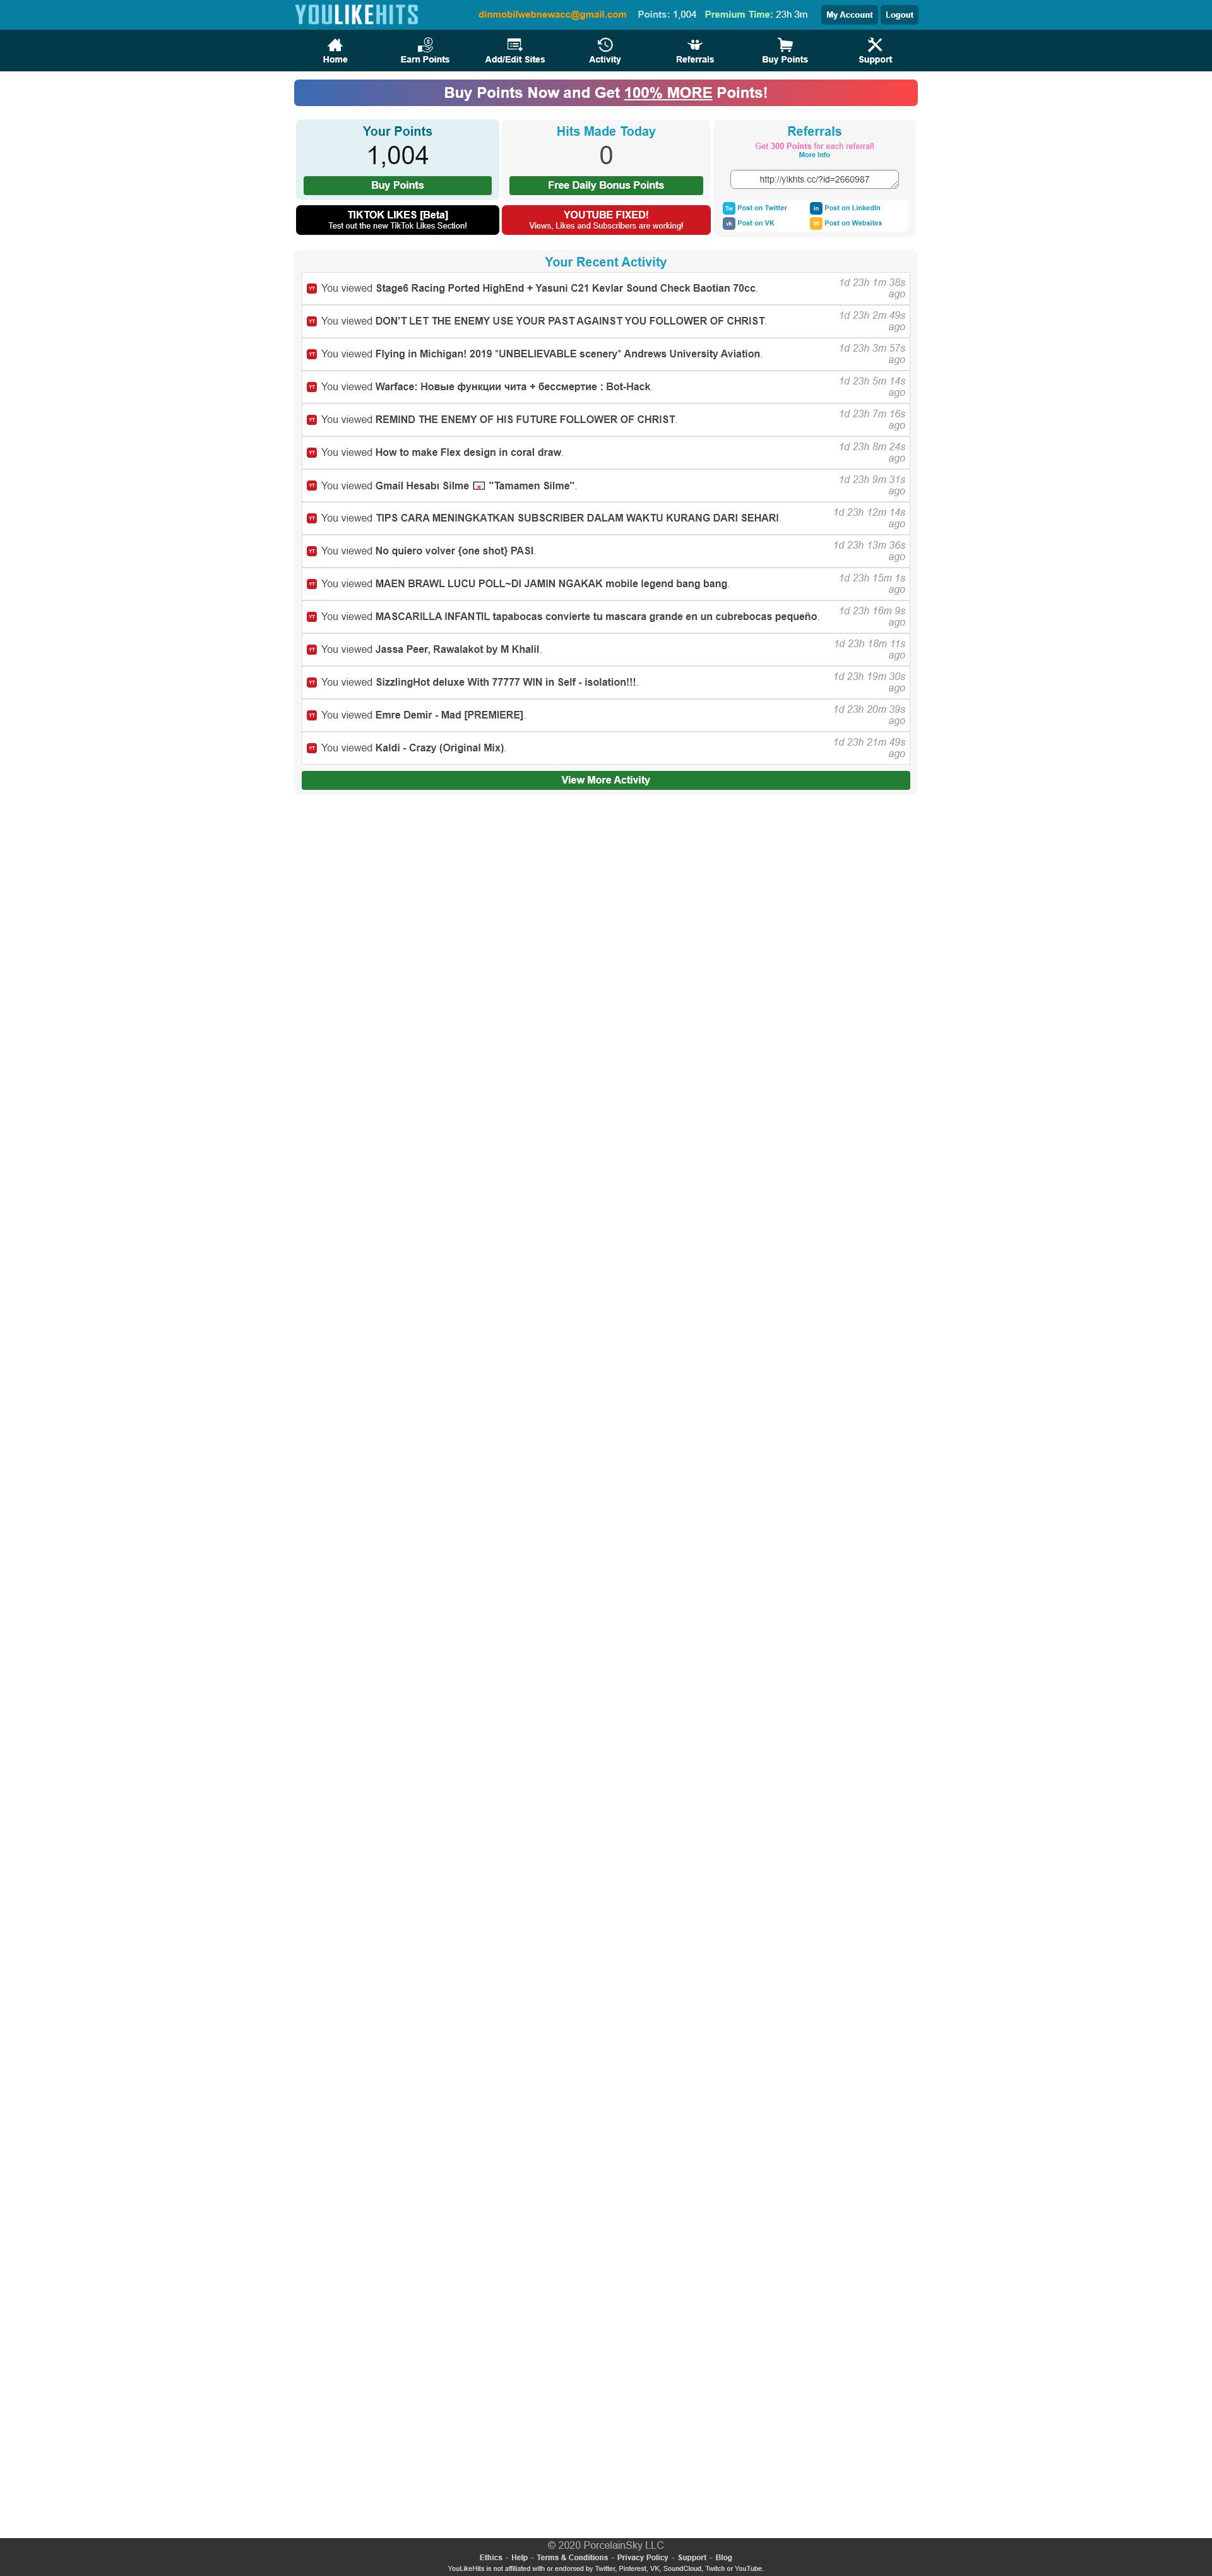 YOULIKEHITS
dinmobilwebnewacc@gmail.com Points: 1,004 Premium Time: 23h 3m My Account Logout
Home Earn Points Add/Edit Sites Activity Referrals Buy Points Support
Buy Points Now and Get 100% MORE Points!
Your Points
1,004
Buy Points
Hits Made Today
0
Free Daily Bonus Points
Referrals
Get 300 Points for each referral!
More Info
http://ylkhts.cc/?id=2660987
Tw Post on Twitter
in Post on LinkedIn
vk Post on VK
W Post on Websites
TIKTOK LIKES [Beta]
Test out the new TikTok Likes Section!
YOUTUBE FIXED!
Views, Likes and Subscribers are working!
Your Recent Activity
YT You viewed Stage6 Racing Ported HighEnd + Yasuni C21 Kevlar Sound Check Baotian 70cc.
1d 23h 1m 38s
ago
YT You viewed DON'T LET THE ENEMY USE YOUR PAST AGAINST YOU FOLLOWER OF CHRIST.
1d 23h 2m 49s
ago
YT You viewed Flying in Michigan! 2019 *UNBELIEVABLE scenery* Andrews University Aviation.
1d 23h 3m 57s
ago
YT You viewed Warface: Новые функции чита + бессмертие : Bot-Hack.
1d 23h 5m 14s
ago
YT You viewed REMIND THE ENEMY OF HIS FUTURE FOLLOWER OF CHRIST.
1d 23h 7m 16s
ago
YT You viewed How to make Flex design in coral draw.
1d 23h 8m 24s
ago
YT You viewed Gmail Hesabı Silme "Tamamen Silme".
1d 23h 9m 31s
ago
YT You viewed TIPS CARA MENINGKATKAN SUBSCRIBER DALAM WAKTU KURANG DARI SEHARI.
1d 23h 12m 14s
ago
YT You viewed No quiero volver {one shot} PASI.
1d 23h 13m 36s
ago
YT You viewed MAEN BRAWL LUCU POLL~DI JAMIN NGAKAK mobile legend bang bang.
1d 23h 15m 1s
ago
YT You viewed MASCARILLA INFANTIL tapabocas convierte tu mascara grande en un cubrebocas pequeño.
1d 23h 16m 9s
ago
YT You viewed Jassa Peer, Rawalakot by M Khalil.
1d 23h 18m 11s
ago
YT You viewed SizzlingHot deluxe With 77777 WIN in Self - isolation!!!.
1d 23h 19m 30s
ago
YT You viewed Emre Demir - Mad [PREMIERE].
1d 23h 20m 39s
ago
YT You viewed Kaldi - Crazy (Original Mix).
1d 23h 21m 49s
ago
View More Activity
© 2020 PorcelainSky LLC
Ethics - Help - Terms & Conditions - Privacy Policy - Support - Blog
YouLikeHits is not affiliated with or endorsed by Twitter, Pinterest, VK, SoundCloud, Twitch or YouTube.